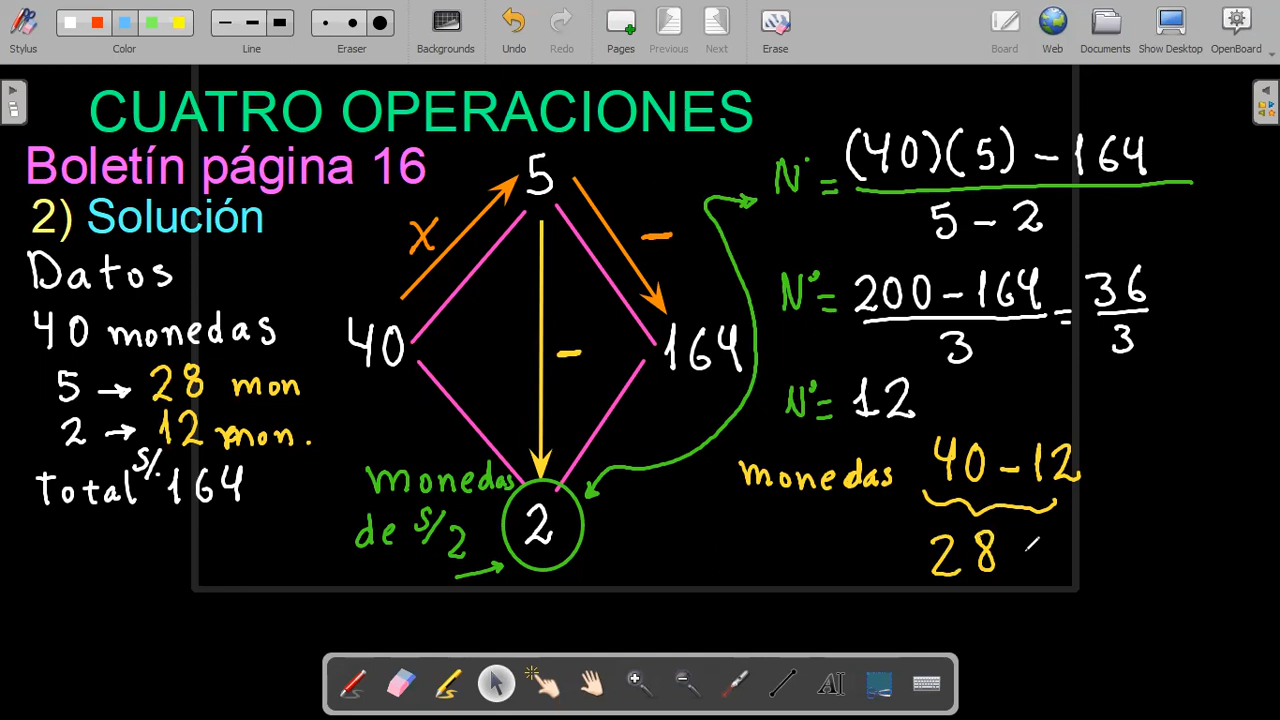 Stylus Color Line Eraser Backgrounds Undo Redo Pages Previous Next Erase Board Web Documents Show Desktop OpenBoard
CUATRO OPERACIONES
Boletín página 16
2) Solución
Datos
40 monedas
5 → 28 mon
2 → 12 mon.
Total S/. 164
x
5
-
40
-
164
monedas
de S/2
2
N° = (40)(5) - 164
5 - 2
N° = 200 - 164 = 36
3 3
N° = 12
monedas 40 - 12
28
AI